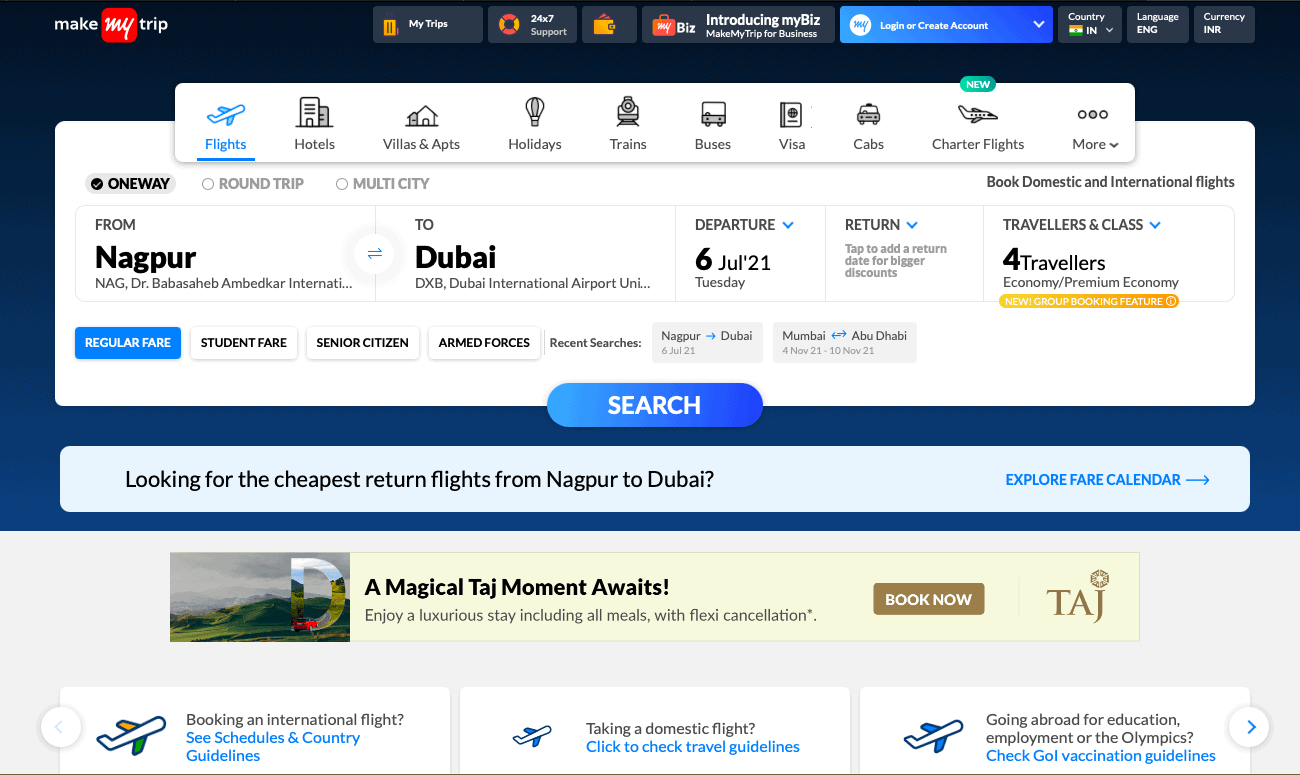 make my trip
My Trips
24x7
Support
my Biz
Introducing myBiz
MakeMyTrip for Business
my
Login or Create Account
Country
IN
Language
ENG
Currency
INR
NEW
Flights
Hotels
Villas & Apts
Holidays
Trains
Buses
Visa
Cabs
Charter Flights
More
ONEWAY
ROUND TRIP
MULTI CITY
Book Domestic and International flights
FROM
Nagpur
NAG, Dr. Babasaheb Ambedkar Internati...
TO
Dubai
DXB, Dubai International Airport Uni...
DEPARTURE
6 Jul'21
Tuesday
RETURN
Tap to add a return
date for bigger
discounts
TRAVELLERS & CLASS
4Travellers
Economy/Premium Economy
NEW! GROUP BOOKING FEATURE
REGULAR FARE
STUDENT FARE
SENIOR CITIZEN
ARMED FORCES
Recent Searches:
Nagpur → Dubai
6 Jul 21
Mumbai ⟷ Abu Dhabi
4 Nov 21 - 10 Nov 21
SEARCH
Looking for the cheapest return flights from Nagpur to Dubai?
EXPLORE FARE CALENDAR
D
A Magical Taj Moment Awaits!
Enjoy a luxurious stay including all meals, with flexi cancellation*.
BOOK NOW
TAJ
Booking an international flight?
See Schedules & Country
Guidelines
Taking a domestic flight?
Click to check travel guidelines
Going abroad for education,
employment or the Olympics?
Check GoI vaccination guidelines